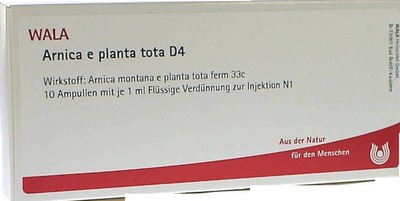 WALA
Arnica e planta tota D4
Wirkstoff: Arnica montana e planta tota ferm 33c
10 Ampullen mit je 1 ml Flüssige Verdünnung zur Injektion N1
Aus der Natur
für den Menschen